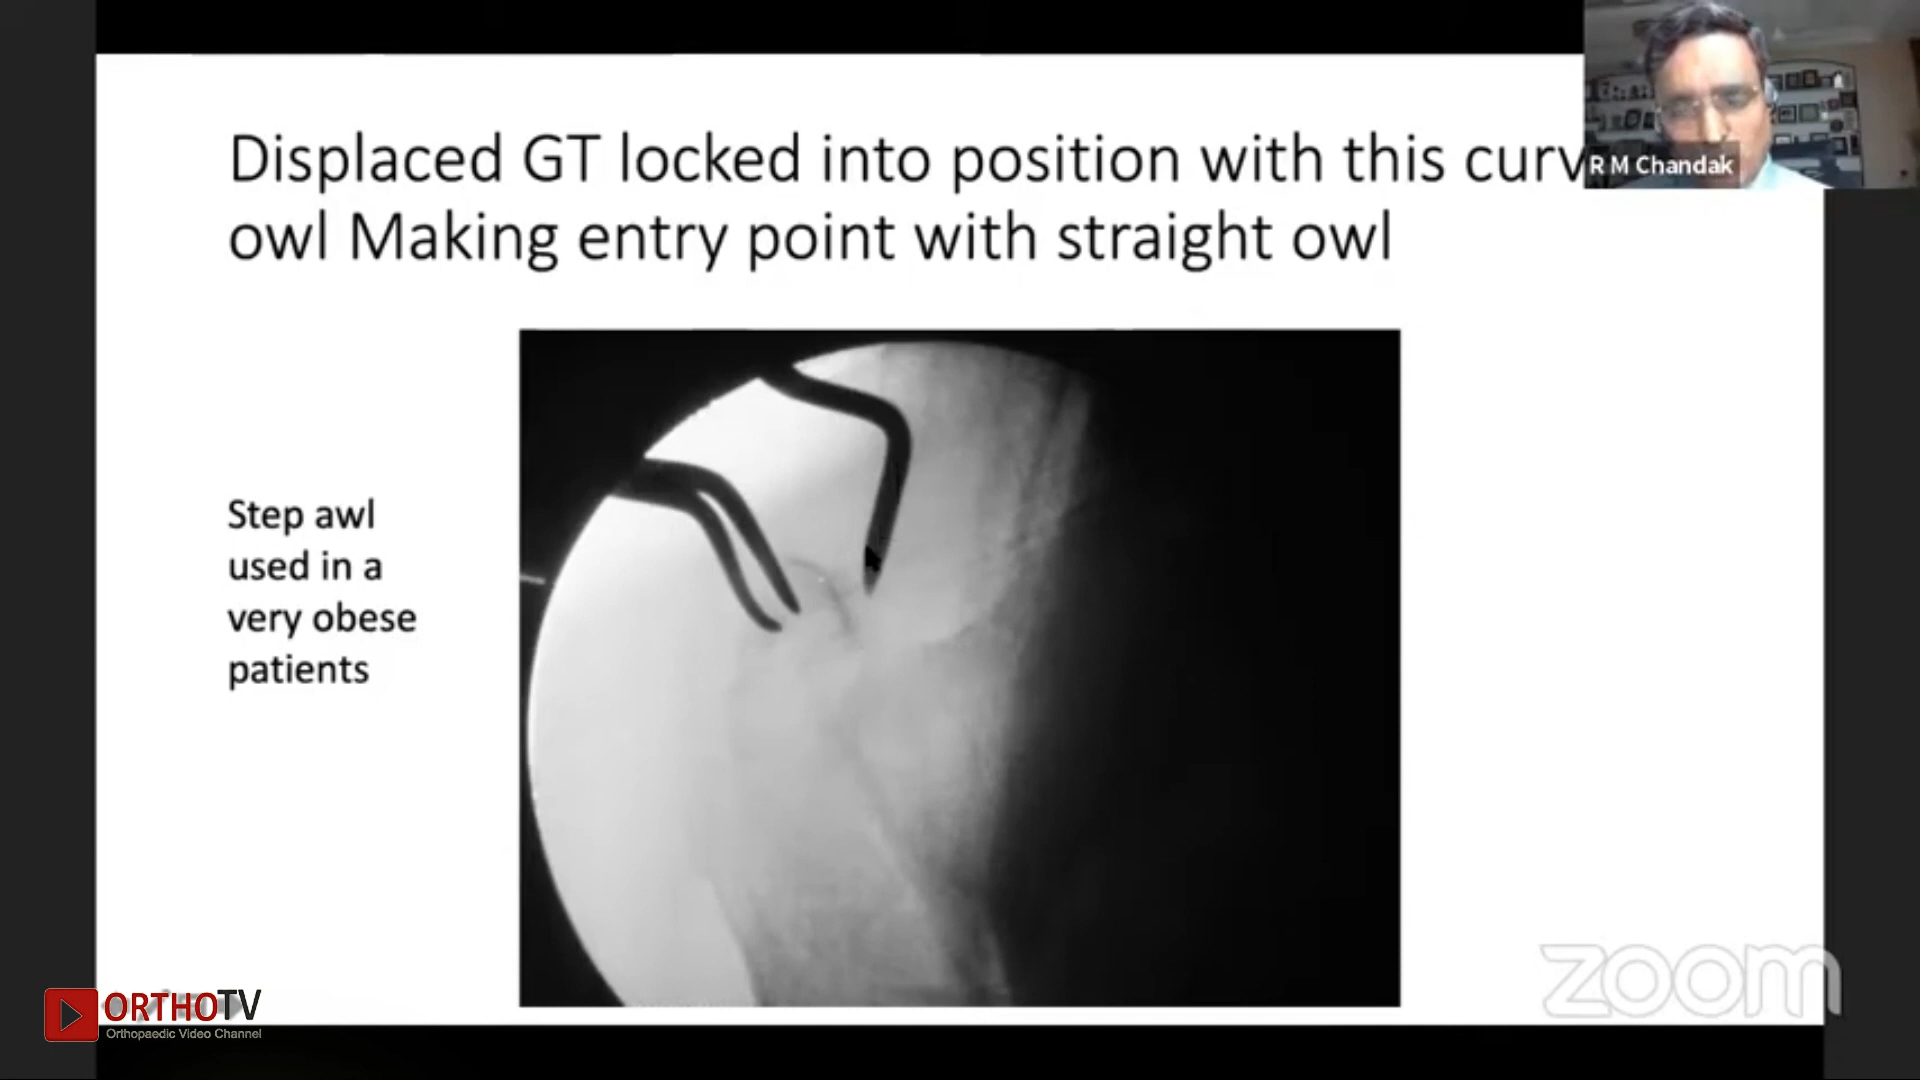 Displaced GT locked into position with this curv
owl Making entry point with straight owl
R M Chandak
Step awl
used in a
very obese
patients
zoom
ORTHOTV
Orthopaedic Video Channel